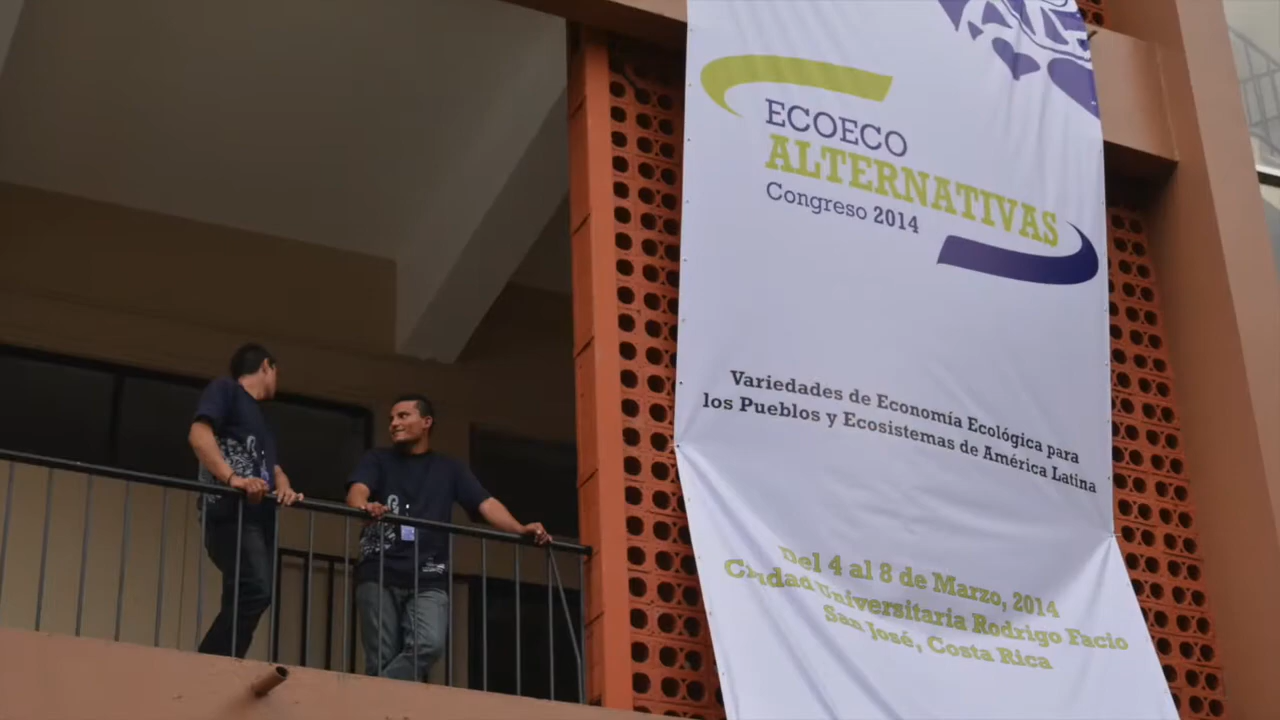 ECOECO
ALTERNATIVAS
Congreso 2014
Variedades de Economía Ecológica para
los Pueblos y Ecosistemas de América Latina
Del 4 al 8 de Marzo, 2014
Ciudad Universitaria Rodrigo Facio
San José, Costa Rica